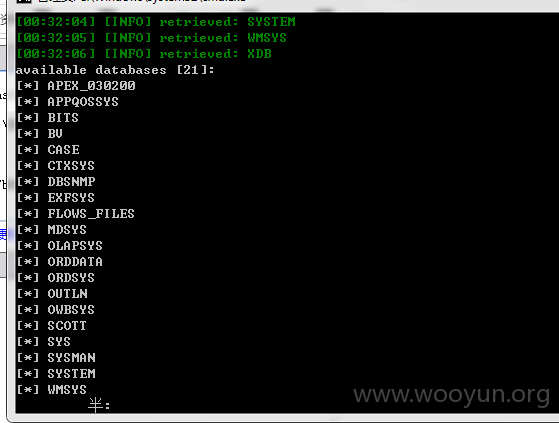 [00:32:04] [INFO] retrieved: SYSTEM
[00:32:05] [INFO] retrieved: WMSYS
[00:32:06] [INFO] retrieved: XDB
available databases [21]:
[*] APEX_030200
[*] APPQOSSYS
[*] BITS
[*] BV
[*] CASE
[*] CTXSYS
[*] DBSNMP
[*] EXFSYS
[*] FLOWS_FILES
[*] MDSYS
[*] OLAPSYS
[*] ORDDATA
[*] ORDSYS
[*] OUTLN
[*] OWBSYS
[*] SCOTT
[*] SYS
[*] SYSMAN
[*] SYSTEM
[*] WMSYS
半:
www.wooyun.org